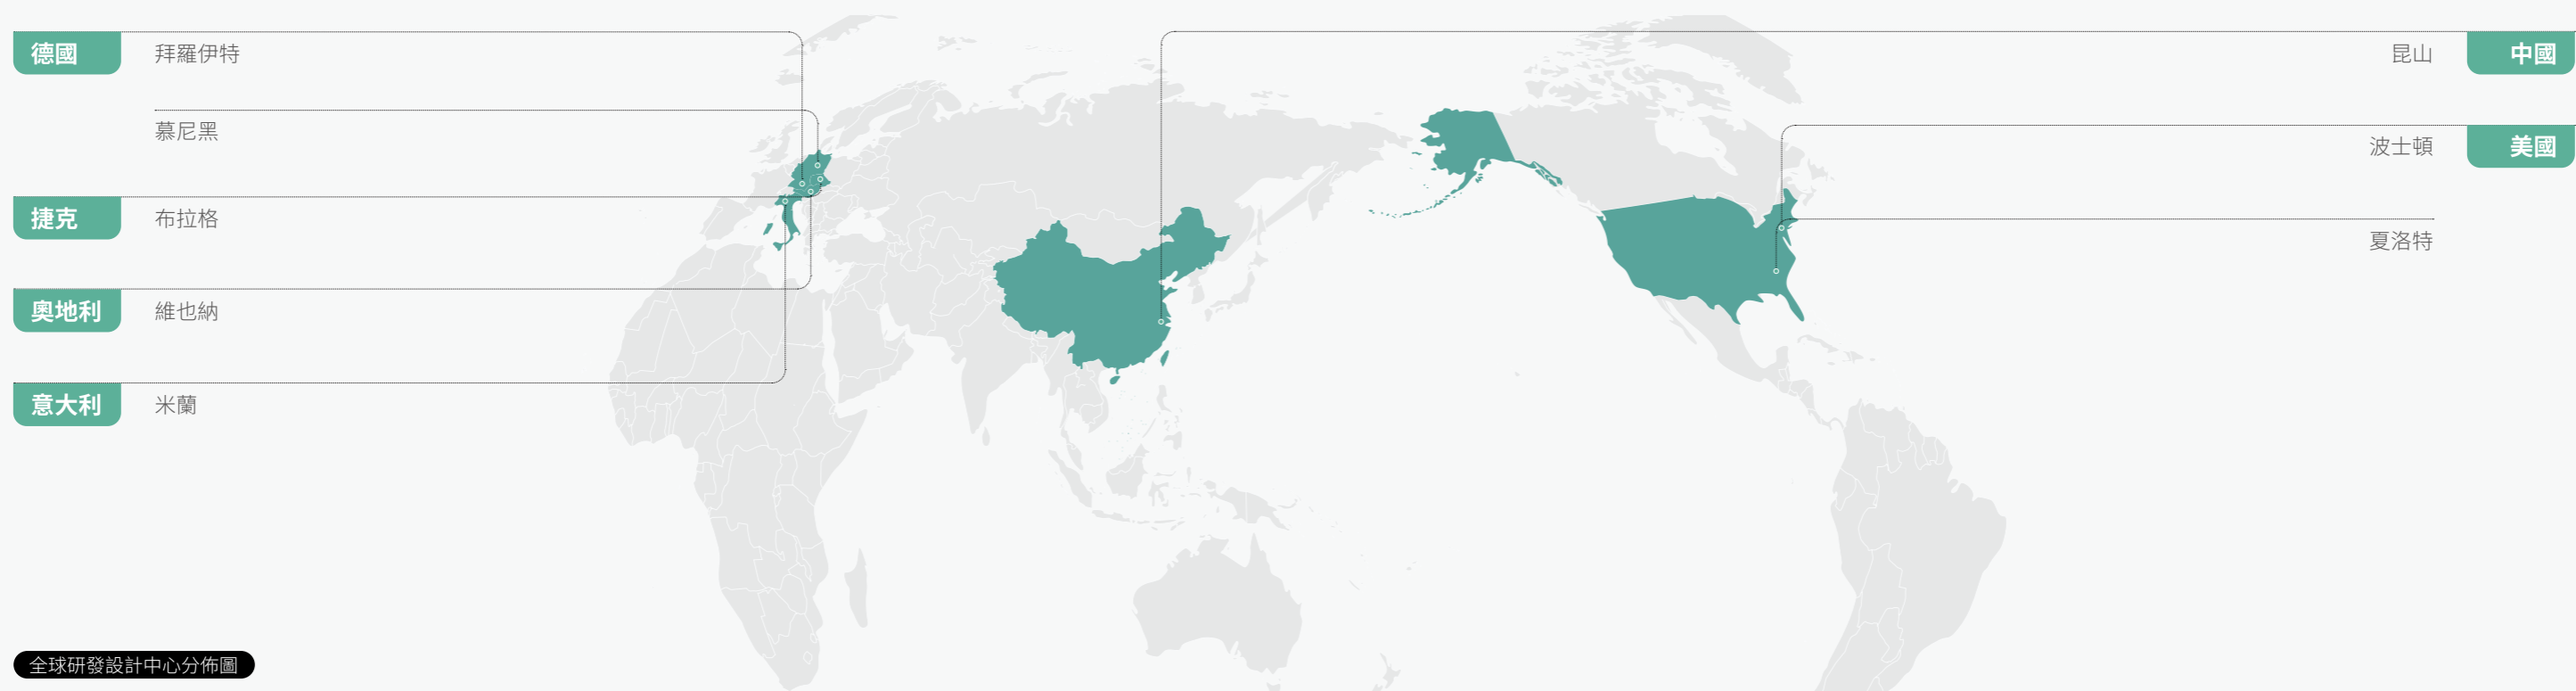 德國
拜羅伊特
慕尼黑
捷克
布拉格
奧地利
維也納
意大利
米蘭
昆山
中國
波士頓
美國
夏洛特
全球研發設計中心分佈圖